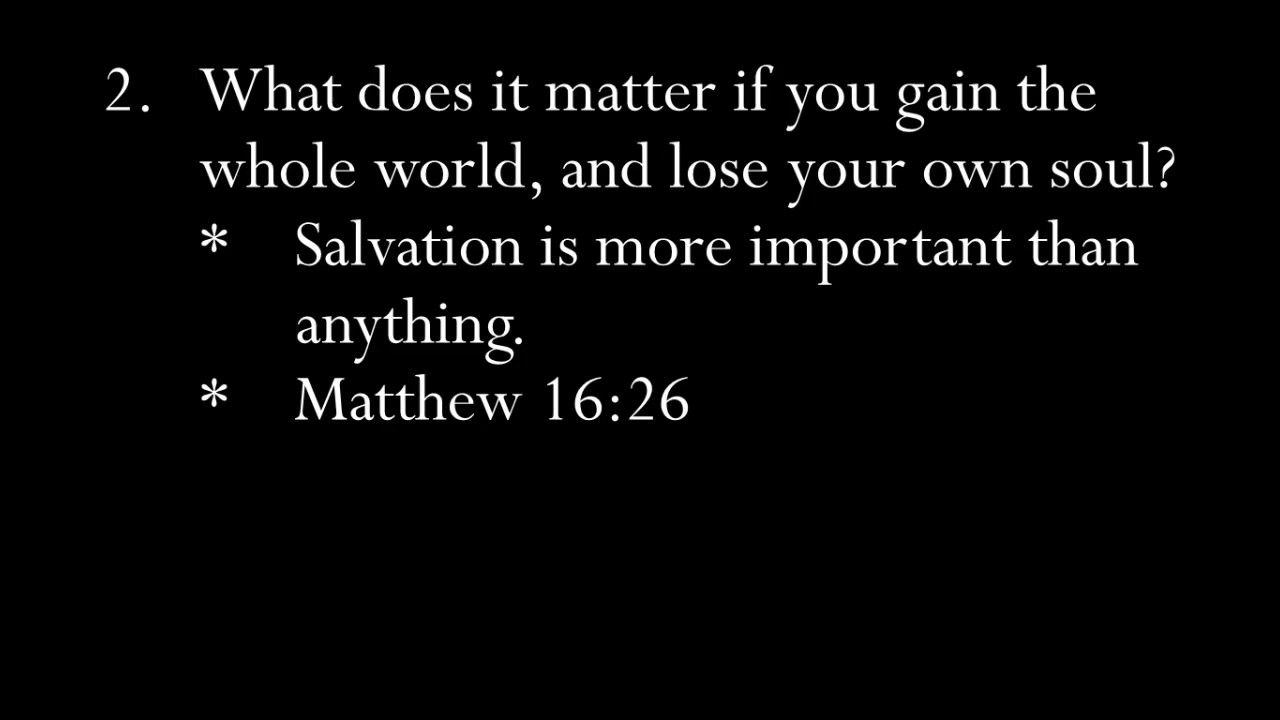 2. What does it matter if you gain the
whole world, and lose your own soul?
* Salvation is more important than
anything.
* Matthew 16:26